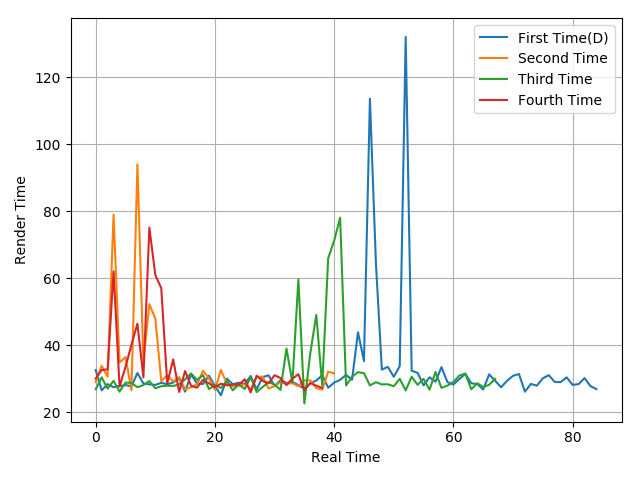 First Time(D)
Second Time
Third Time
Fourth Time
120
100
80
60
40
20
Render Time
0 20 40 60 80
Real Time